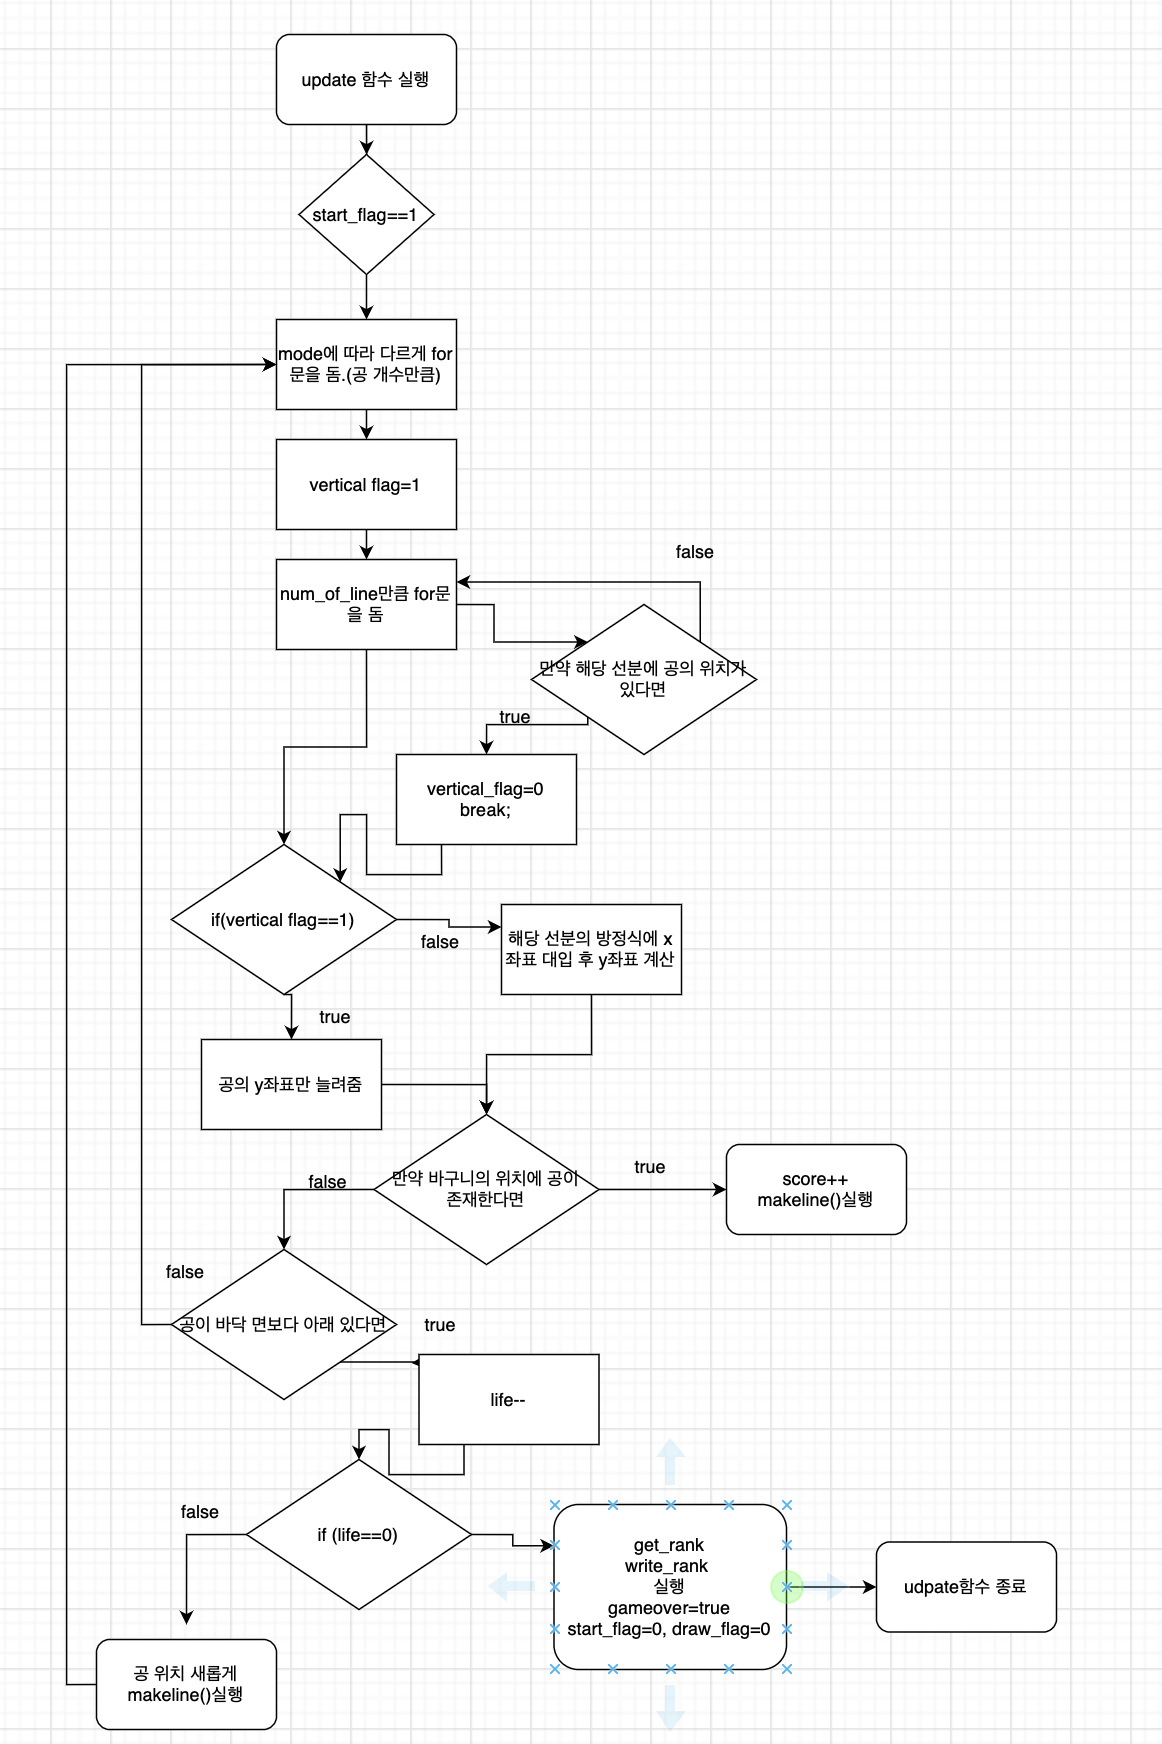 update 함수 실행
start_flag==1
mode에 따라 다르게 for
문을 돔.(공 개수만큼)
vertical flag=1
false
num_of_line만큼 for문
을 돔
만약 해당 선분에 공의 위치가
있다면
true
vertical_flag=0
break;
if(vertical flag==1)
false
해당 선분의 방정식에 x
좌표 대입 후 y좌표 계산
true
공의 y좌표만 늘려줌
만약 바구니의 위치에 공이
존재한다면
true
score++
makeline()실행
false
false
공이 바닥 면보다 아래 있다면
true
life--
if (life==0)
false
get_rank
write_rank
실행
gameover=true
start_flag=0, draw_flag=0
udpate함수 종료
공 위치 새롭게
makeline()실행